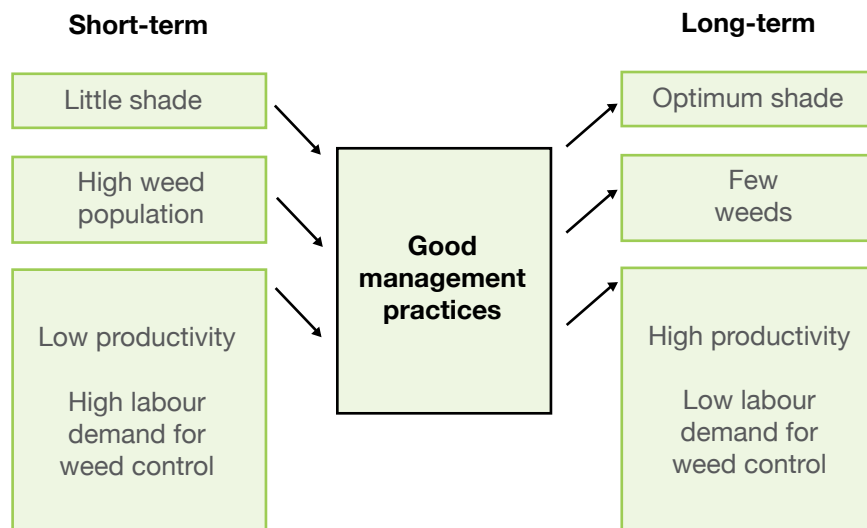 Short-term
Little shade
High weed
population
Low productivity
High labour
demand for
weed control
Good
management
practices
Long-term
Optimum shade
Few
weeds
High productivity
Low labour
demand for
weed control